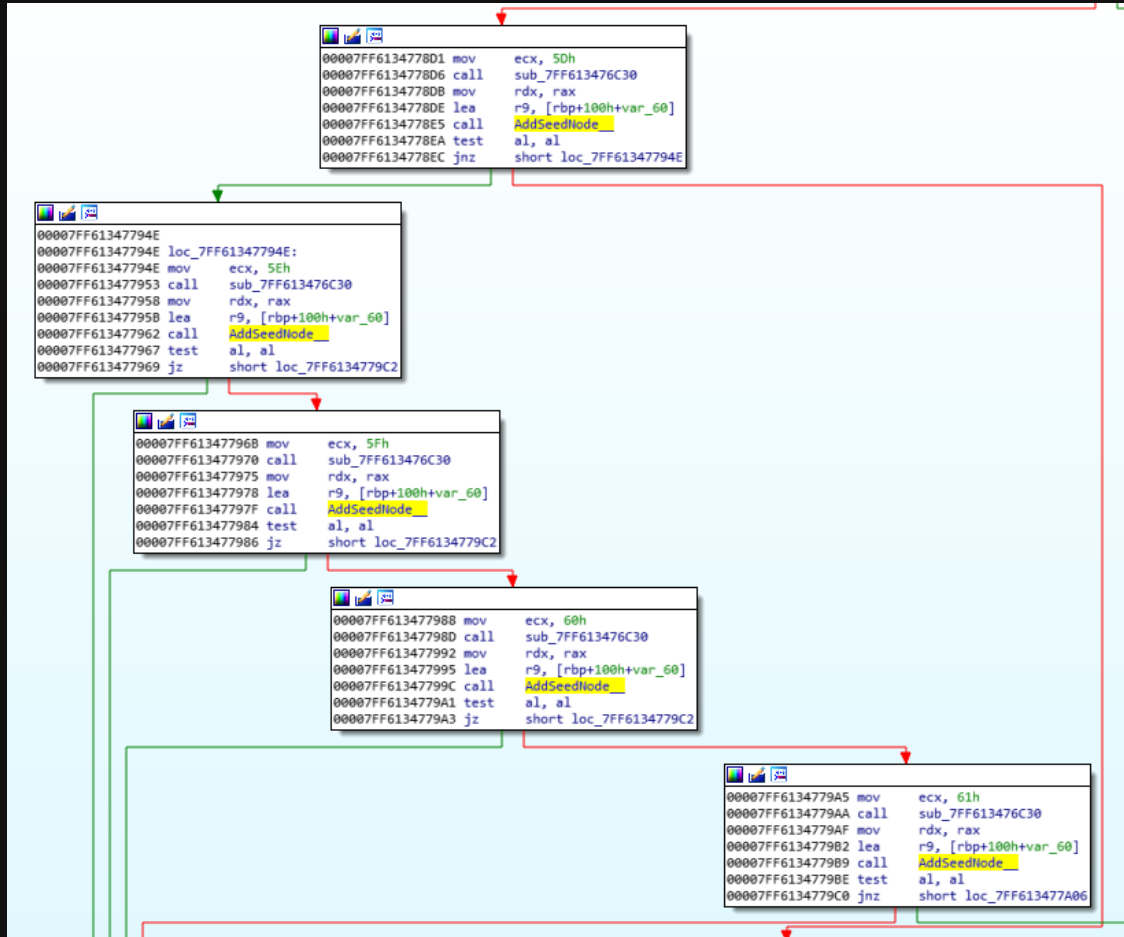 00007FF6134778D1 mov ecx, 5Dh
00007FF6134778D6 call sub_7FF613476C30
00007FF6134778DB mov rdx, rax
00007FF6134778DE lea r9, [rbp+100h+var_60]
00007FF6134778E5 call AddSeedNode__
00007FF6134778EA test al, al
00007FF6134778EC jnz short loc_7FF61347794E
00007FF61347794E
00007FF61347794E loc_7FF61347794E:
00007FF61347794E mov ecx, 5Eh
00007FF613477953 call sub_7FF613476C30
00007FF613477958 mov rdx, rax
00007FF61347795B lea r9, [rbp+100h+var_60]
00007FF613477962 call AddSeedNode__
00007FF613477967 test al, al
00007FF613477969 jz short loc_7FF6134779C2
00007FF61347796B mov ecx, 5Fh
00007FF613477970 call sub_7FF613476C30
00007FF613477975 mov rdx, rax
00007FF613477978 lea r9, [rbp+100h+var_60]
00007FF61347797F call AddSeedNode__
00007FF613477984 test al, al
00007FF613477986 jz short loc_7FF6134779C2
00007FF613477988 mov ecx, 60h
00007FF61347798D call sub_7FF613476C30
00007FF613477992 mov rdx, rax
00007FF613477995 lea r9, [rbp+100h+var_60]
00007FF61347799C call AddSeedNode__
00007FF6134779A1 test al, al
00007FF6134779A3 jz short loc_7FF6134779C2
00007FF6134779A5 mov ecx, 61h
00007FF6134779AA call sub_7FF613476C30
00007FF6134779AF mov rdx, rax
00007FF6134779B2 lea r9, [rbp+100h+var_60]
00007FF6134779B9 call AddSeedNode__
00007FF6134779BE test al, al
00007FF6134779C0 jnz short loc_7FF613477A06